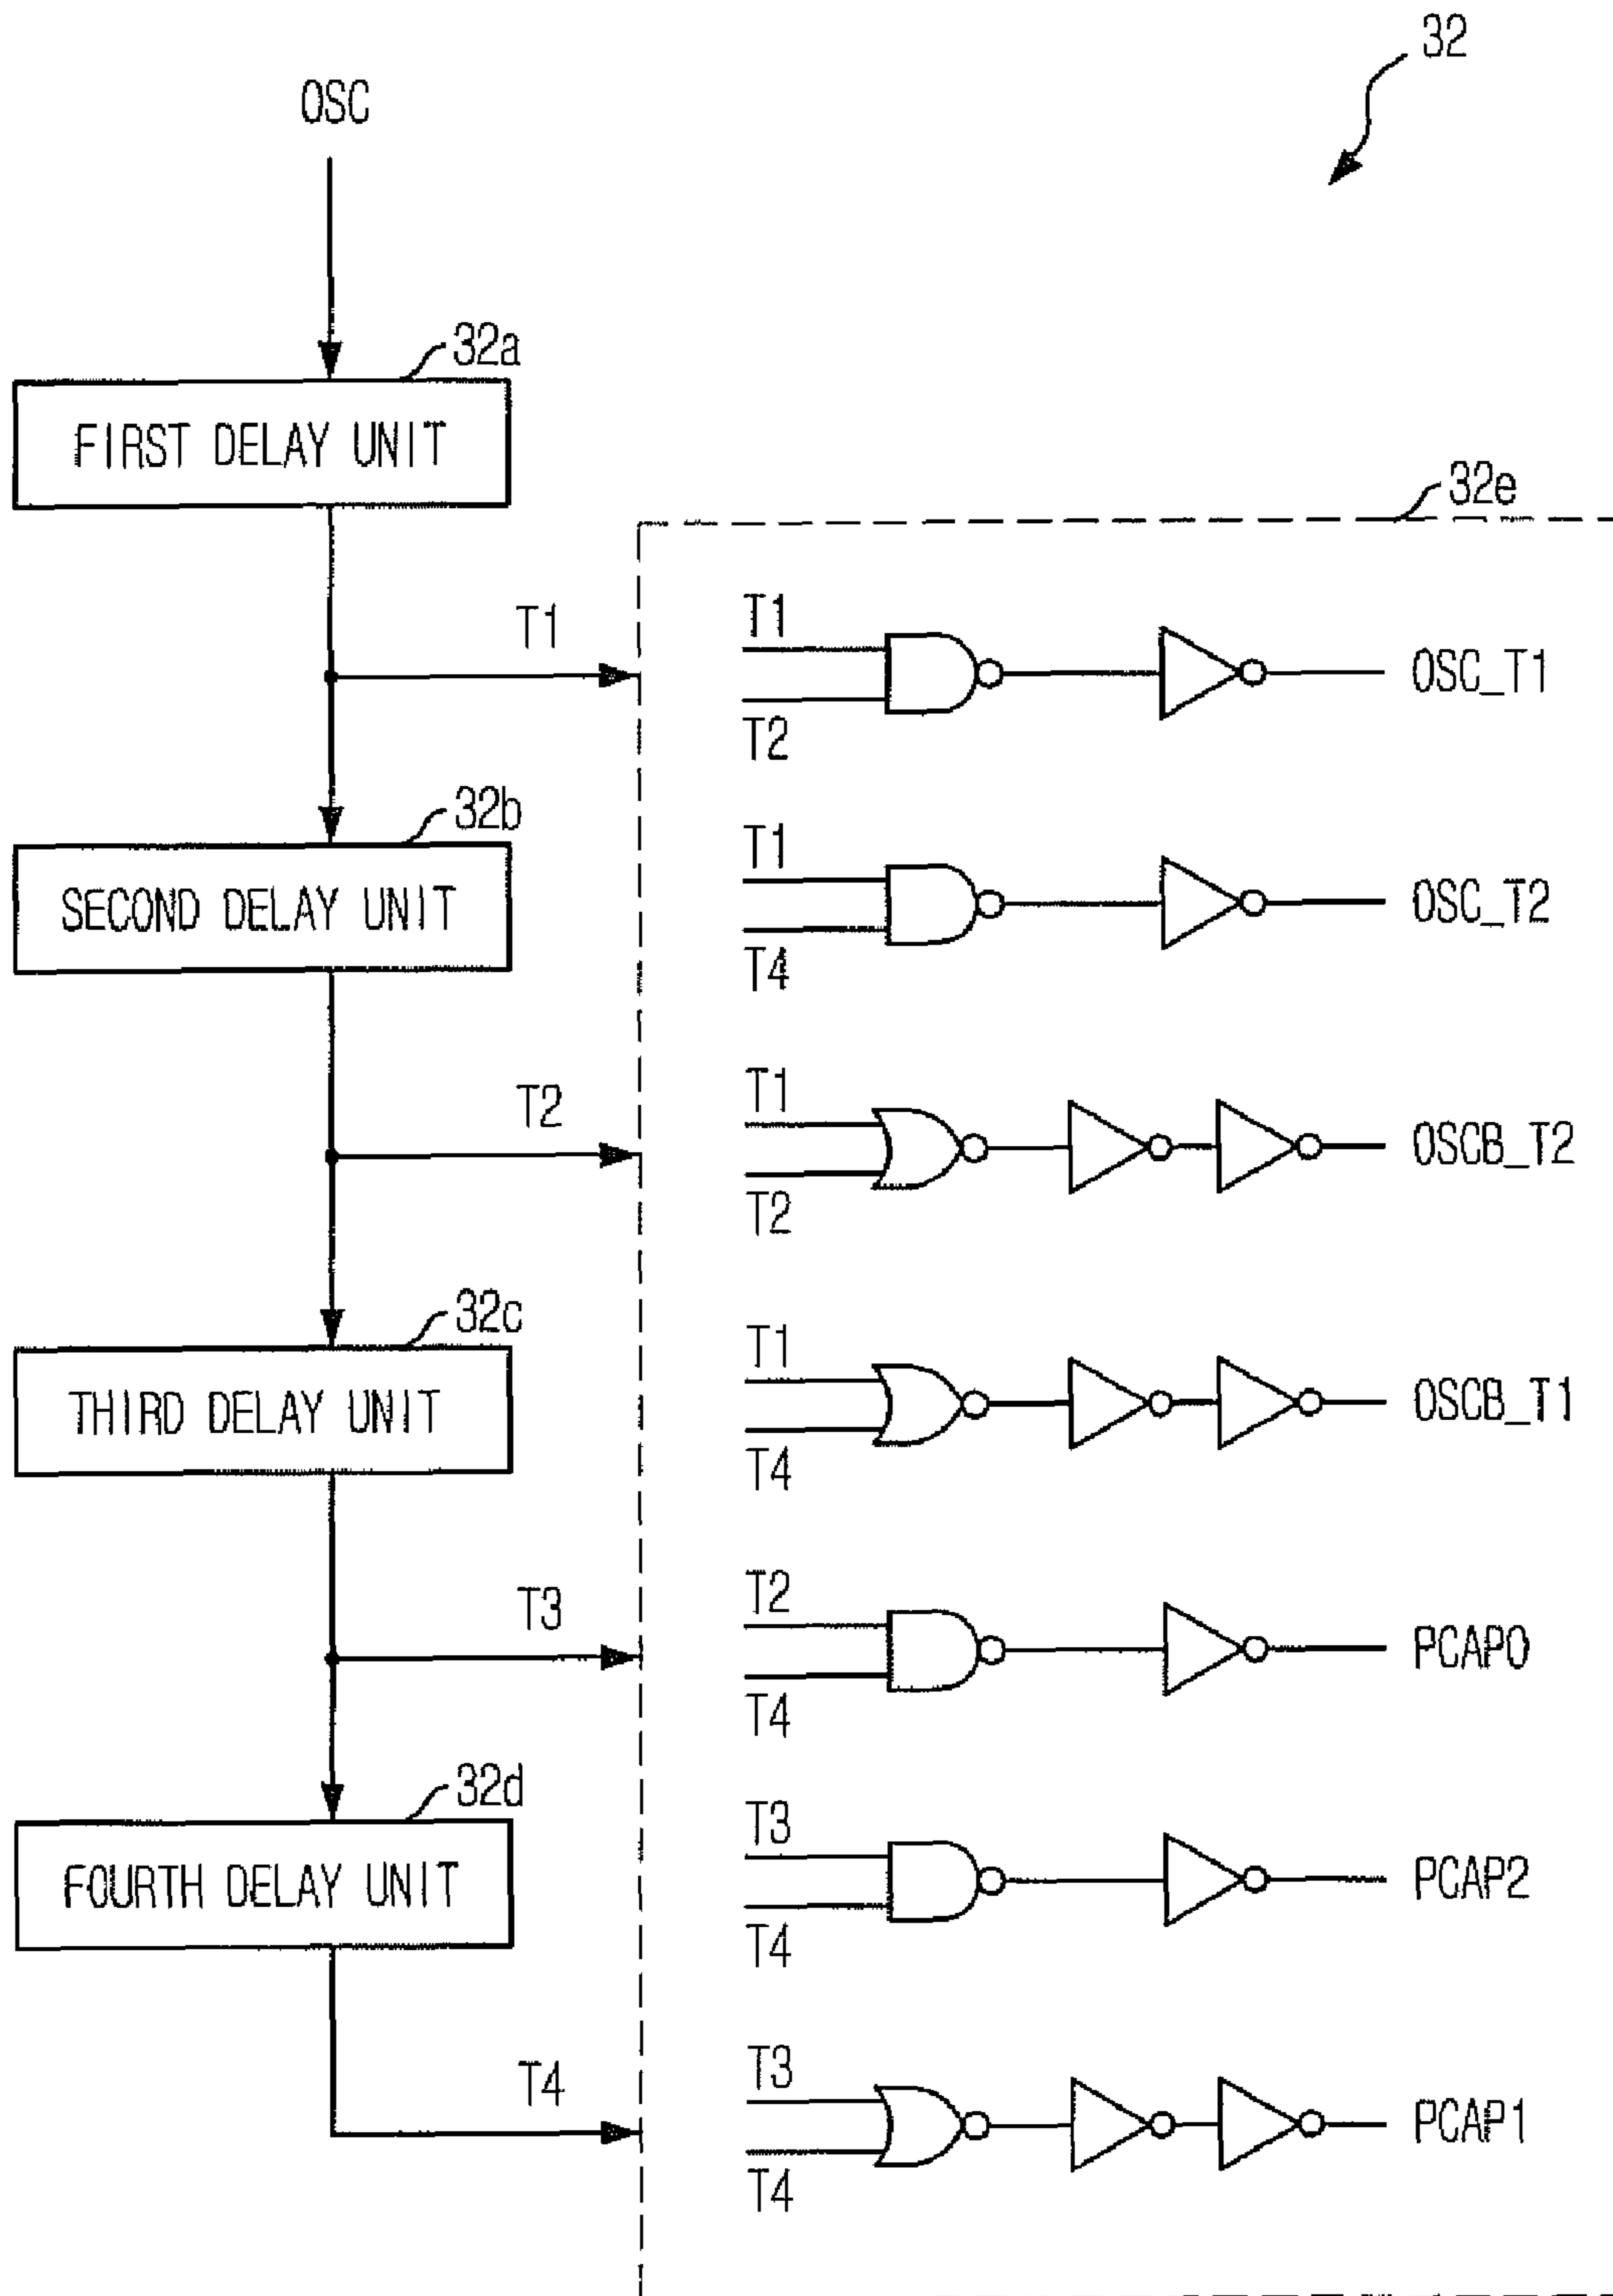 32
OSC
32a
FIRST DELAY UNIT
32e
T1
T1
T2
OSC_T1
32b
SECOND DELAY UNIT
T1
T4
OSC_T2
T2
T1
T2
OSCB_T2
32c
THIRD DELAY UNIT
T1
T4
OSCB_T1
T3
T2
T4
PCAP0
32d
FOURTH DELAY UNIT
T3
T4
PCAP2
T4
T3
T4
PCAP1